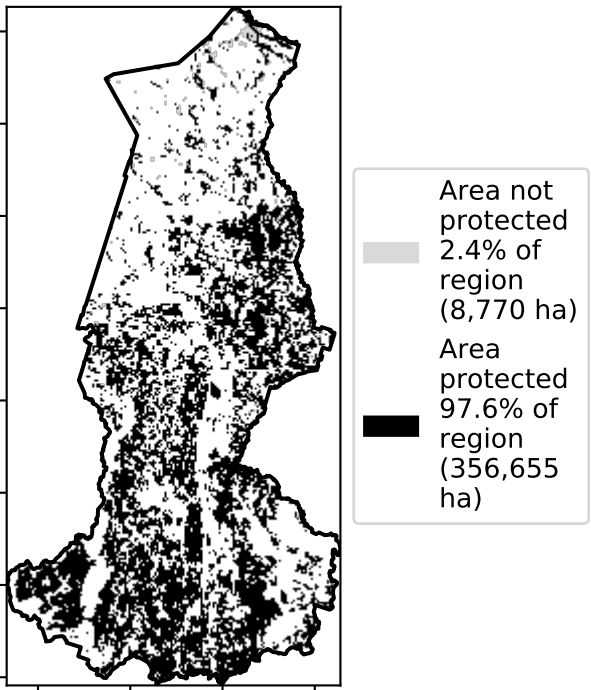 Area not
protected
2.4% of
region
(8,770 ha)
Area
protected
97.6% of
region
(356,655
ha)